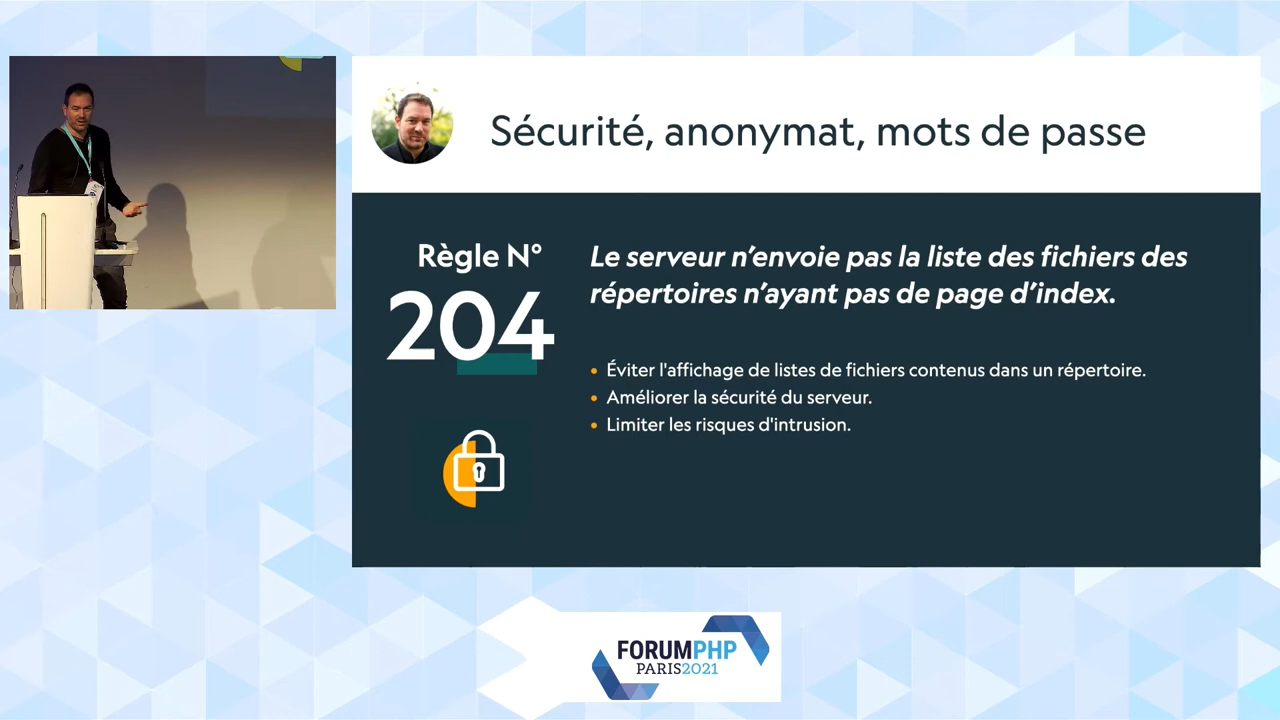 Sécurité, anonymat, mots de passe
Règle N°
204
Le serveur n’envoie pas la liste des fichiers des
répertoires n’ayant pas de page d’index.
• Éviter l'affichage de listes de fichiers contenus dans un répertoire.
• Améliorer la sécurité du serveur.
• Limiter les risques d'intrusion.
FORUMPHP
PARIS2021